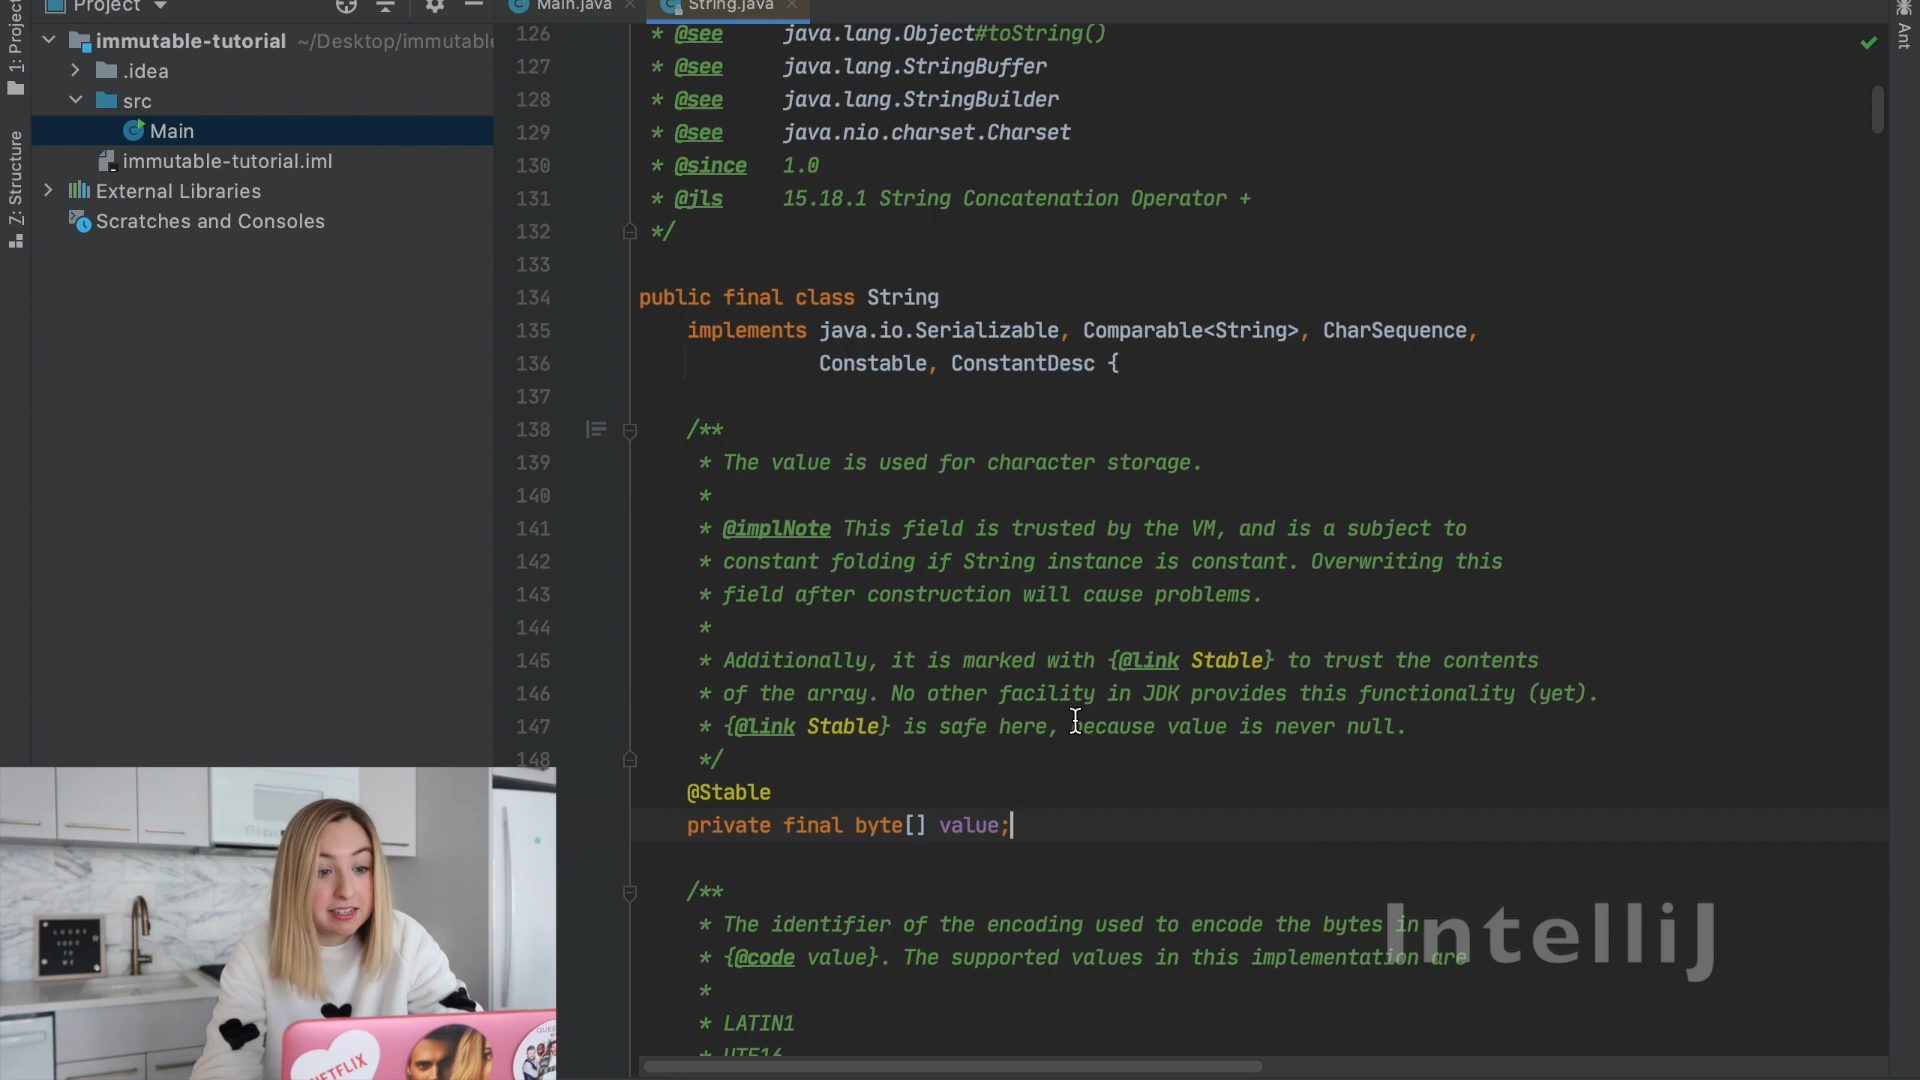 Project
Main.java
String.java
1: Project
Z: Structure
Ant
immutable-tutorial ~/Desktop/immutable
.idea
src
Main
immutable-tutorial.iml
External Libraries
Scratches and Consoles
126 * @see java.lang.Object#toString()
127 * @see java.lang.StringBuffer
128 * @see java.lang.StringBuilder
129 * @see java.nio.charset.Charset
130 * @since 1.0
131 * @jls 15.18.1 String Concatenation Operator +
132 */
133
134 public final class String
135 implements java.io.Serializable, Comparable<String>, CharSequence,
136 Constable, ConstantDesc {
137
138 /**
139 * The value is used for character storage.
140 *
141 * @implNote This field is trusted by the VM, and is a subject to
142 * constant folding if String instance is constant. Overwriting this
143 * field after construction will cause problems.
144 *
145 * Additionally, it is marked with {@link Stable} to trust the contents
146 * of the array. No other facility in JDK provides this functionality (yet).
147 * {@link Stable} is safe here, because value is never null.
148 */
@Stable
private final byte[] value;
/**
* The identifier of the encoding used to encode the bytes in
* {@code value}. The supported values in this implementation are
*
* LATIN1
* UTF16
IntelliJ
LOOKS
GOOD
TO ME
NETFLIX
QUEE